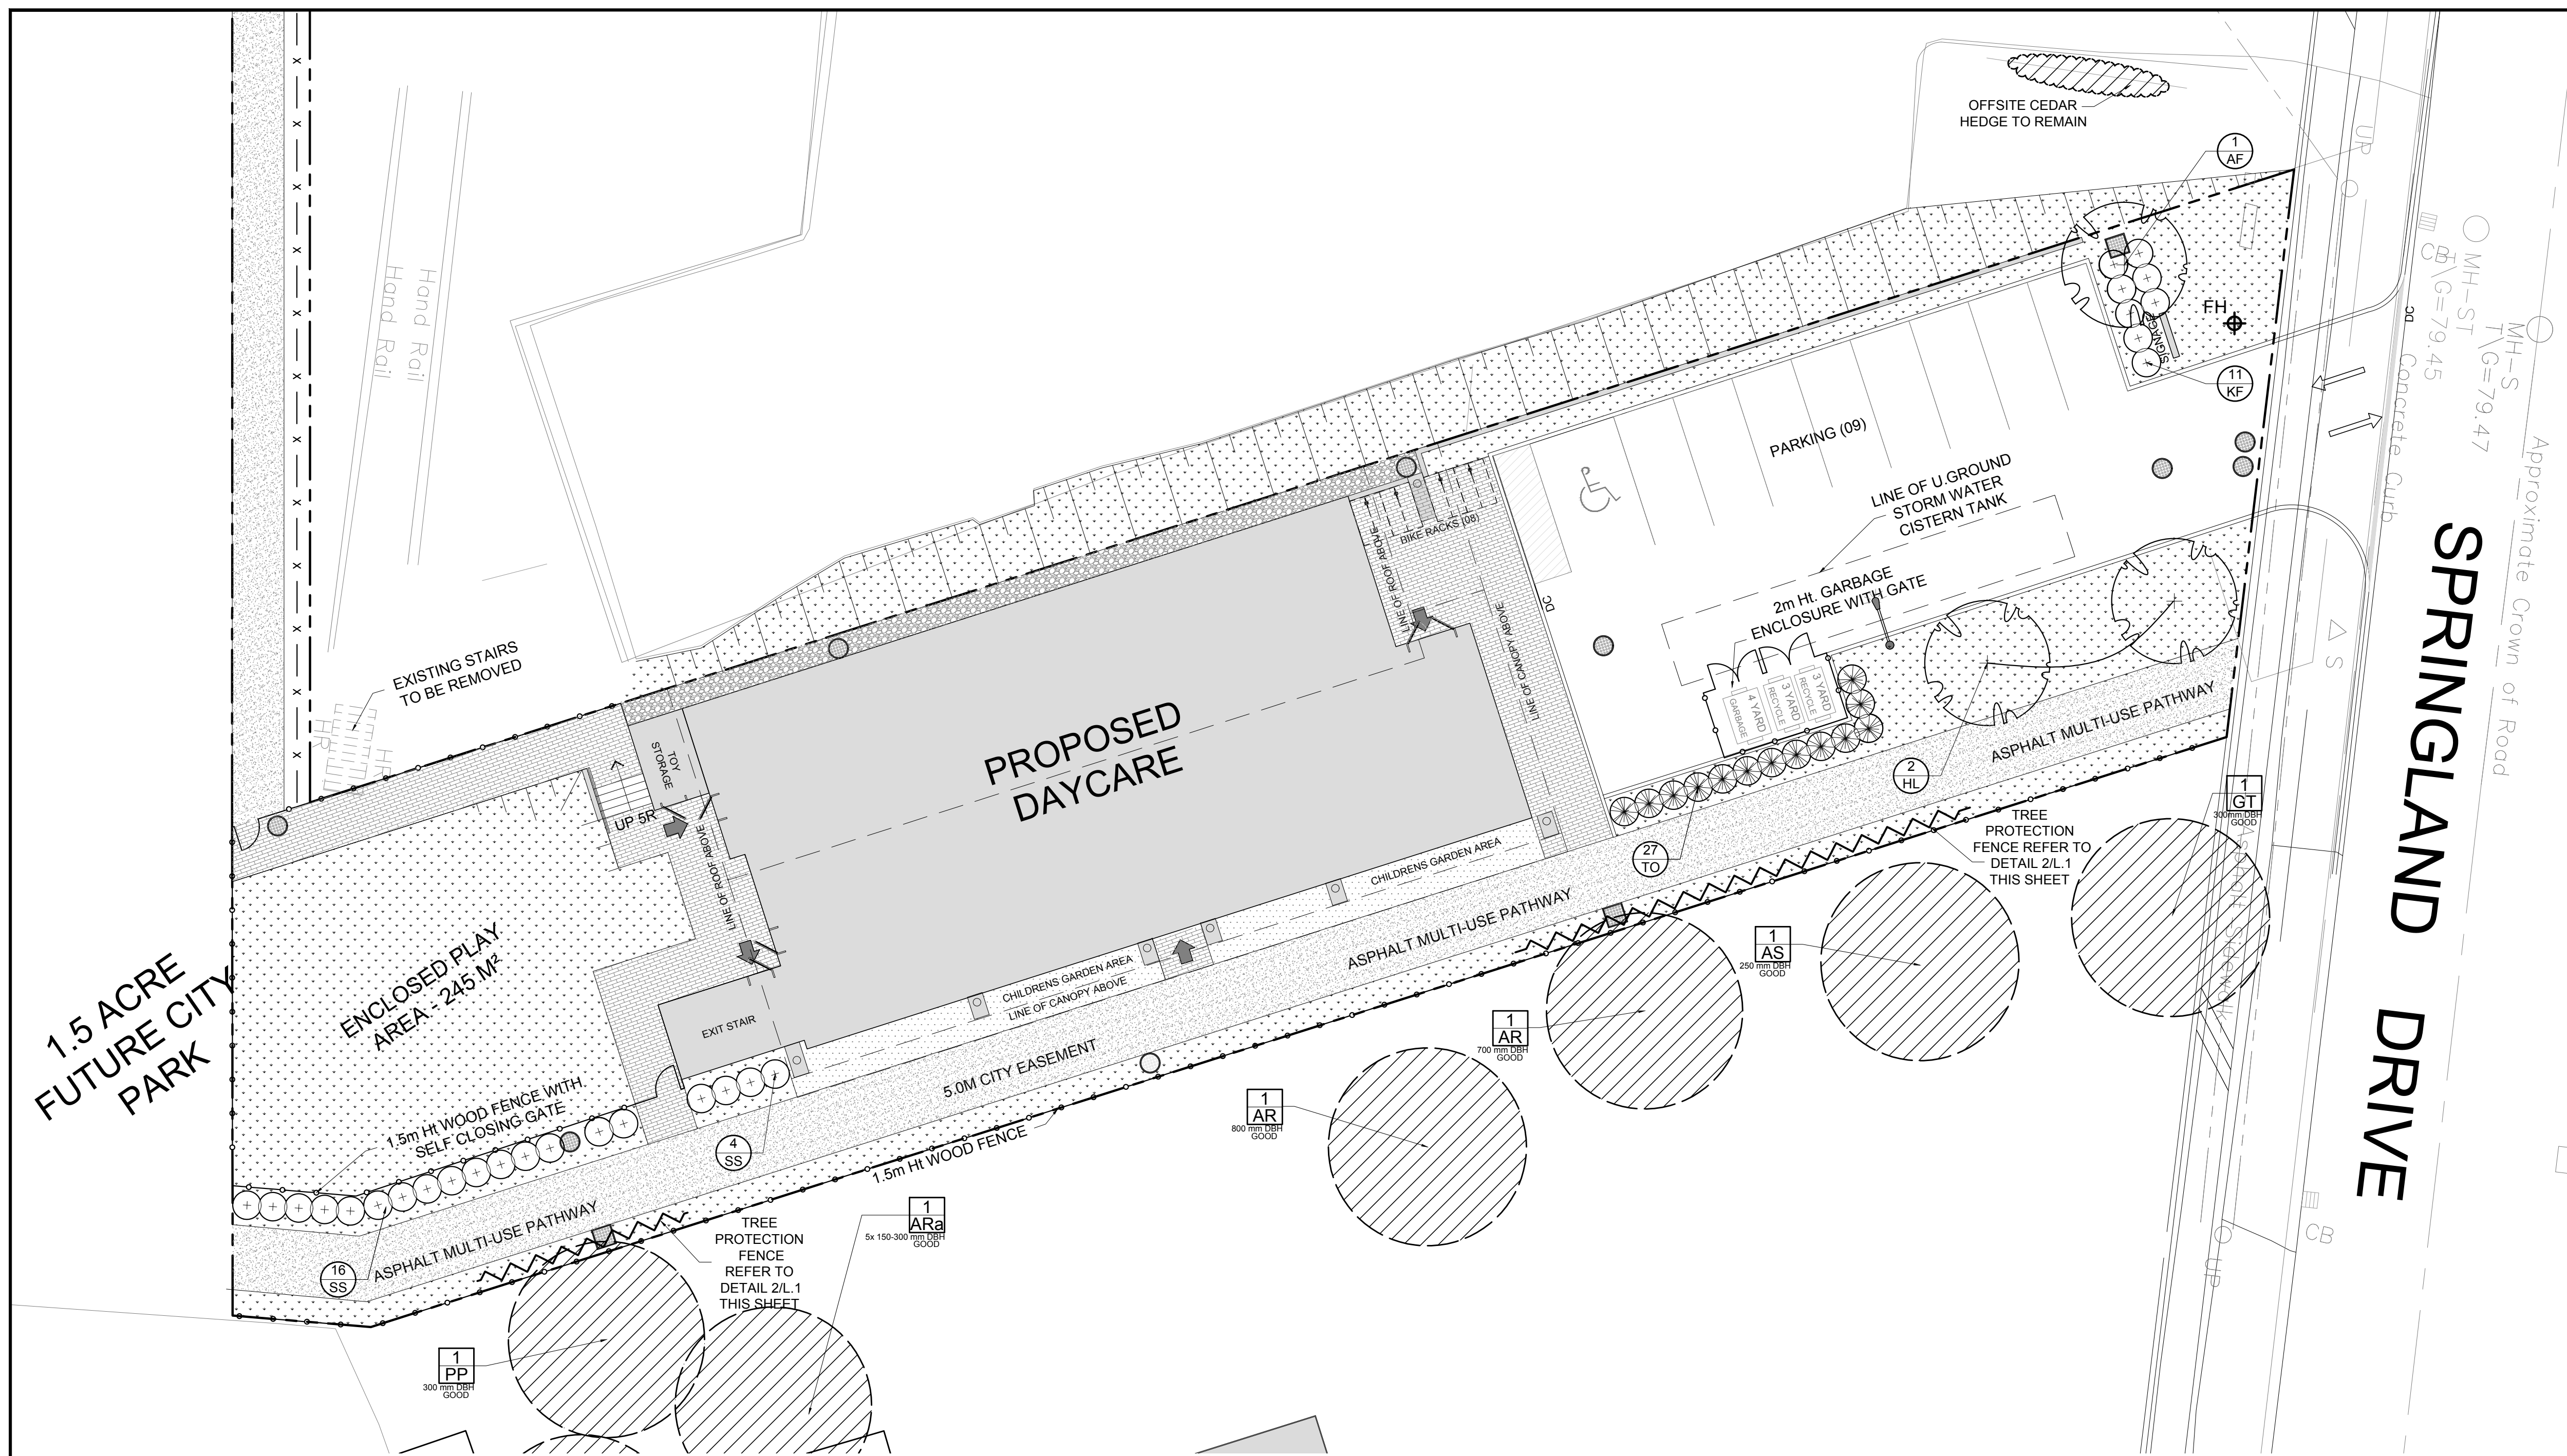 OFFSITE CEDAR
HEDGE TO REMAIN
1
AF
UP
Hand Rail
Hand Rail
FH
SIGNAGE
11
KF
DC
CB
T\G=79.45
MH-ST
T\G=79.47
MH-S
Concrete Curb
Approximate Crown of Road
PARKING (09)
LINE OF U.GROUND
STORM WATER
CISTERN TANK
BIKE RACKS (08)
LINE OF ROOF ABOVE
LINE OF CANOPY ABOVE
DC
2m Ht. GARBAGE
ENCLOSURE WITH GATE
4 YARD
GARBAGE
3 YARD
RECYCLE
3 YARD
RECYCLE
SPRINGLAND DRIVE
S
EXISTING STAIRS
TO BE REMOVED
HR
HR
TOY
STORAGE
UP 5R
LINE OF ROOF ABOVE
PROPOSED
DAYCARE
ASPHALT MULTI-USE PATHWAY
2
HL
1
GT
300mm DBH
GOOD
TREE
PROTECTION
FENCE REFER TO
DETAIL 2/L.1
THIS SHEET
27
TO
CHILDRENS GARDEN AREA
ASPHALT MULTI-USE PATHWAY
1
AS
250 mm DBH
GOOD
Asphalt Sidewalk
1.5 ACRE
FUTURE CITY
PARK
ENCLOSED PLAY
AREA - 245 M²
EXIT STAIR
CHILDRENS GARDEN AREA
LINE OF CANOPY ABOVE
5.0M CITY EASEMENT
1
AR
700 mm DBH
GOOD
1
AR
800 mm DBH
GOOD
1.5m Ht WOOD FENCE WITH
SELF CLOSING GATE
4
SS
1.5m Ht WOOD FENCE
16
SS
ASPHALT MULTI-USE PATHWAY
1
ARa
5x 150-300 mm DBH
GOOD
TREE
PROTECTION
FENCE
REFER TO
DETAIL 2/L.1
THIS SHEET
1
PP
300 mm DBH
GOOD
CB
UP